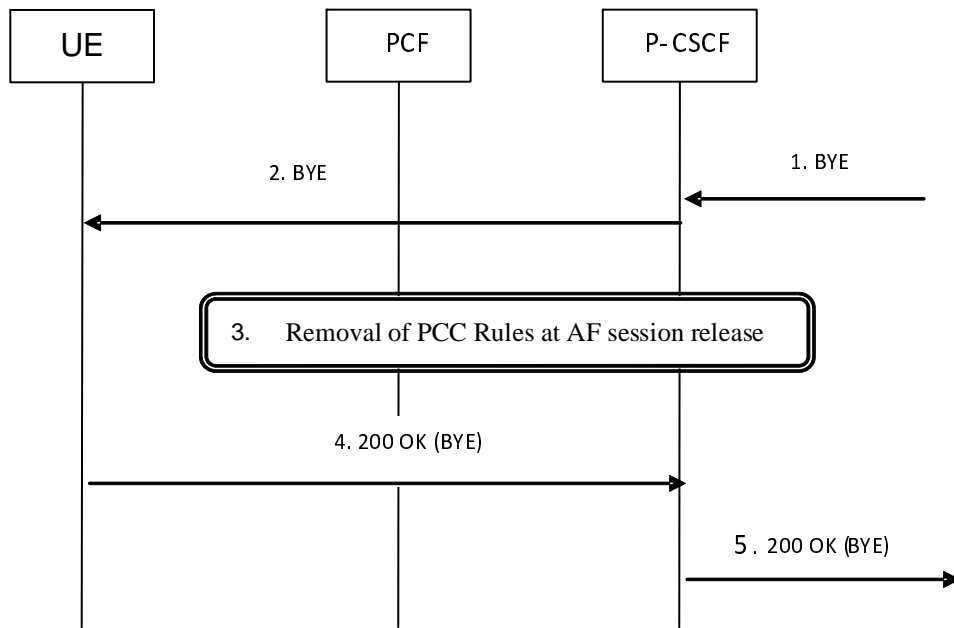 UE
PCF
P-CSCF
1. BYE
2. BYE
3. Removal of PCC Rules at AF session release
4. 200 OK (BYE)
5. 200 OK (BYE)